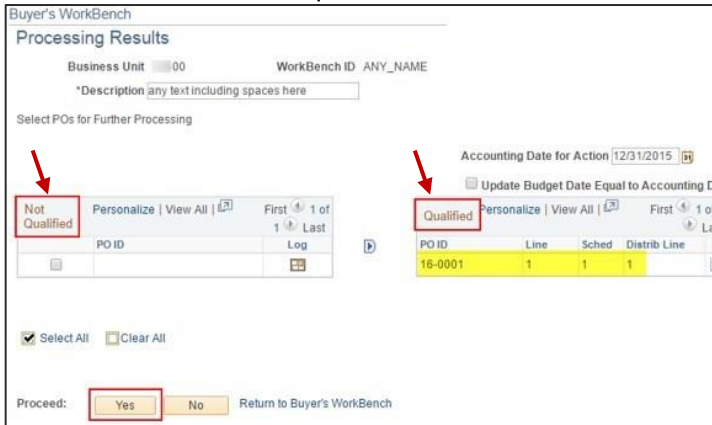 Buyer's WorkBench
Processing Results
Business Unit 00 WorkBench ID ANY_NAME
*Description any text including spaces here
Select POs for Further Processing
Accounting Date for Action 12/31/2015
Update Budget Date Equal to Accounting D
Not Qualified Personalize | View All | First 1 of 1 Last
Qualified Personalize | View All | First 1 o
La
PO ID Log
PO ID Line Sched Distrib Line
16-0001 1 1 1
Select All Clear All
Proceed: Yes No Return to Buyer's WorkBench